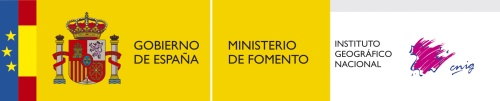 GOBIERNO
DE ESPAÑA
MINISTERIO
DE FOMENTO
INSTITUTO
GEOGRÁFICO
NACIONAL
cnig